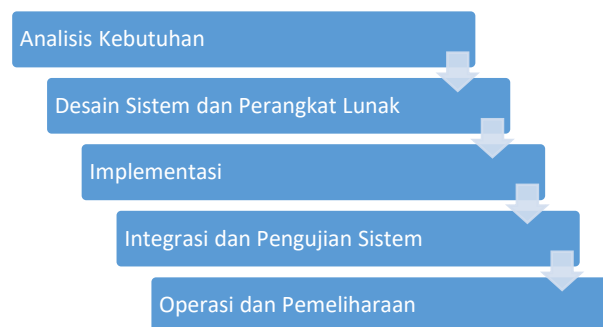 Analisis Kebutuhan
Desain Sistem dan Perangkat Lunak
Implementasi
Integrasi dan Pengujian Sistem
Operasi dan Pemeliharaan